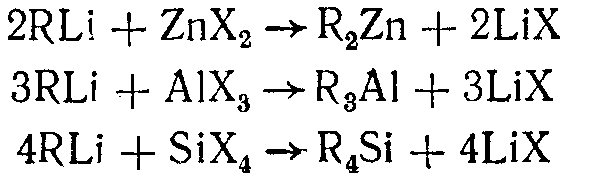 2RLi + ZnX₂ → R₂Zn + 2LiX
3RLi + AlX₃ → R₃Al + 3LiX
4RLi + SiX₄ → R₄Si + 4LiX